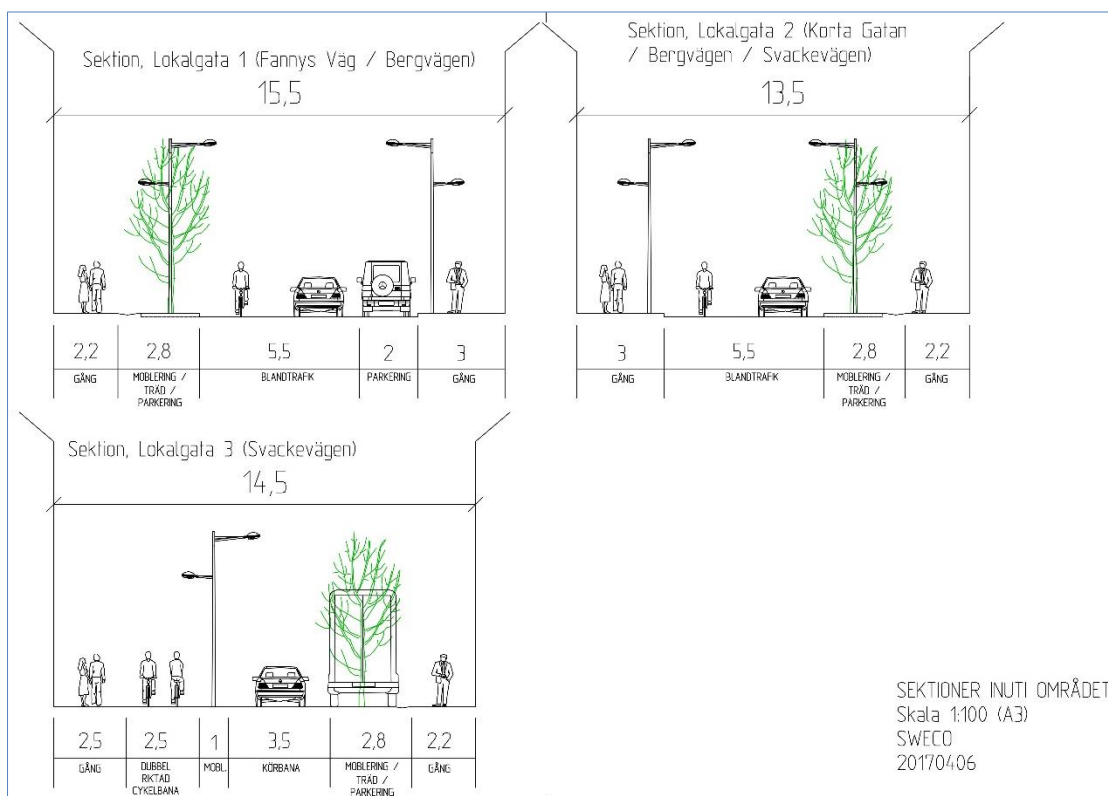 Sektion, Lokalgata 1 (Fannys Väg / Bergvägen)
15,5
2,2
2,8
5,5
2
3
GÅNG
MOBLERING /
TRÄD /
PARKERING
BLANDTRAFIK
PARKERING
GÅNG
Sektion, Lokalgata 2 (Korta Gatan
/ Bergvägen / Svackevägen)
13,5
3
5,5
2,8
2,2
GÅNG
BLANDTRAFIK
MOBLERING /
TRÄD /
PARKERING
GÅNG
Sektion, Lokalgata 3 (Svackevägen)
14,5
2,5
2,5
1
3,5
2,8
2,2
GÅNG
DUBBEL
RIKTAD
CYKELBANA
MOBL.
KÖRBANA
MOBLERING /
TRÄD /
PARKERING
GÅNG
SEKTIONER INUTI OMRÅDET
Skala 1:100 (A3)
SWECO
20170406